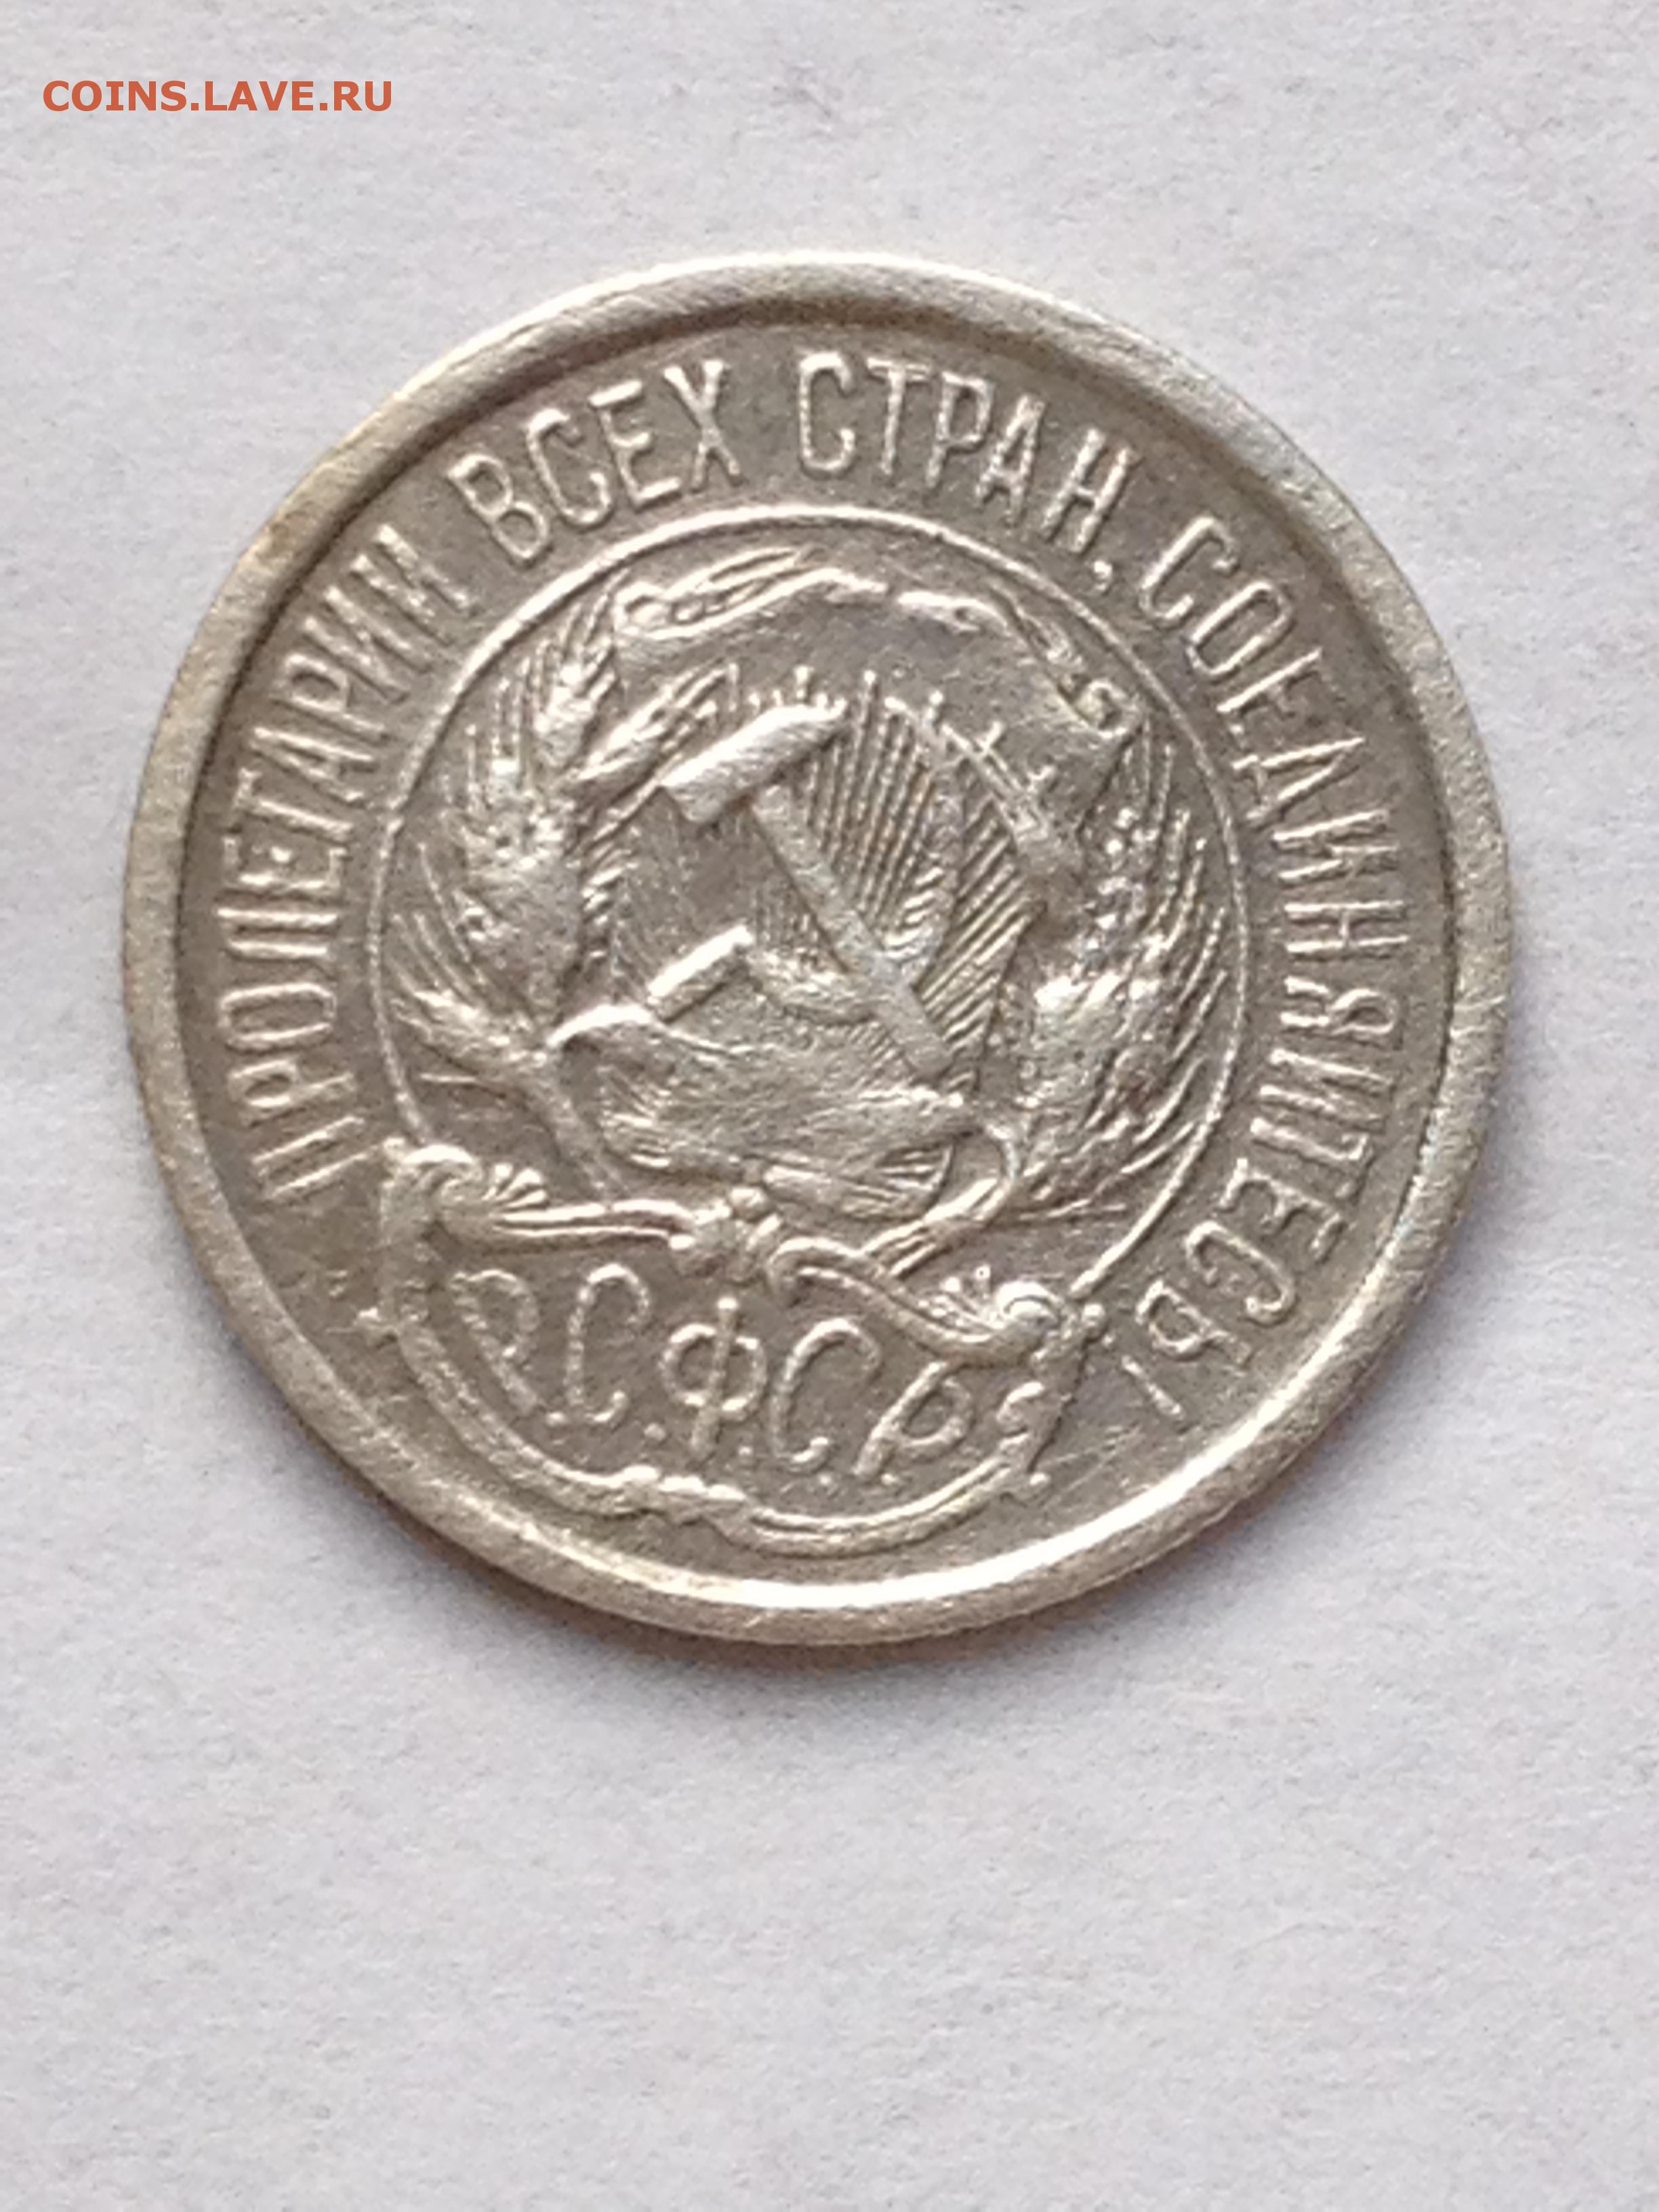 COINS.LAVE.RU
ПРОЛЕТАРИИ ВСЕХ СТРАН, СОЕДИНЯЙТЕСЬ!
Р.С.Ф.С.Р.